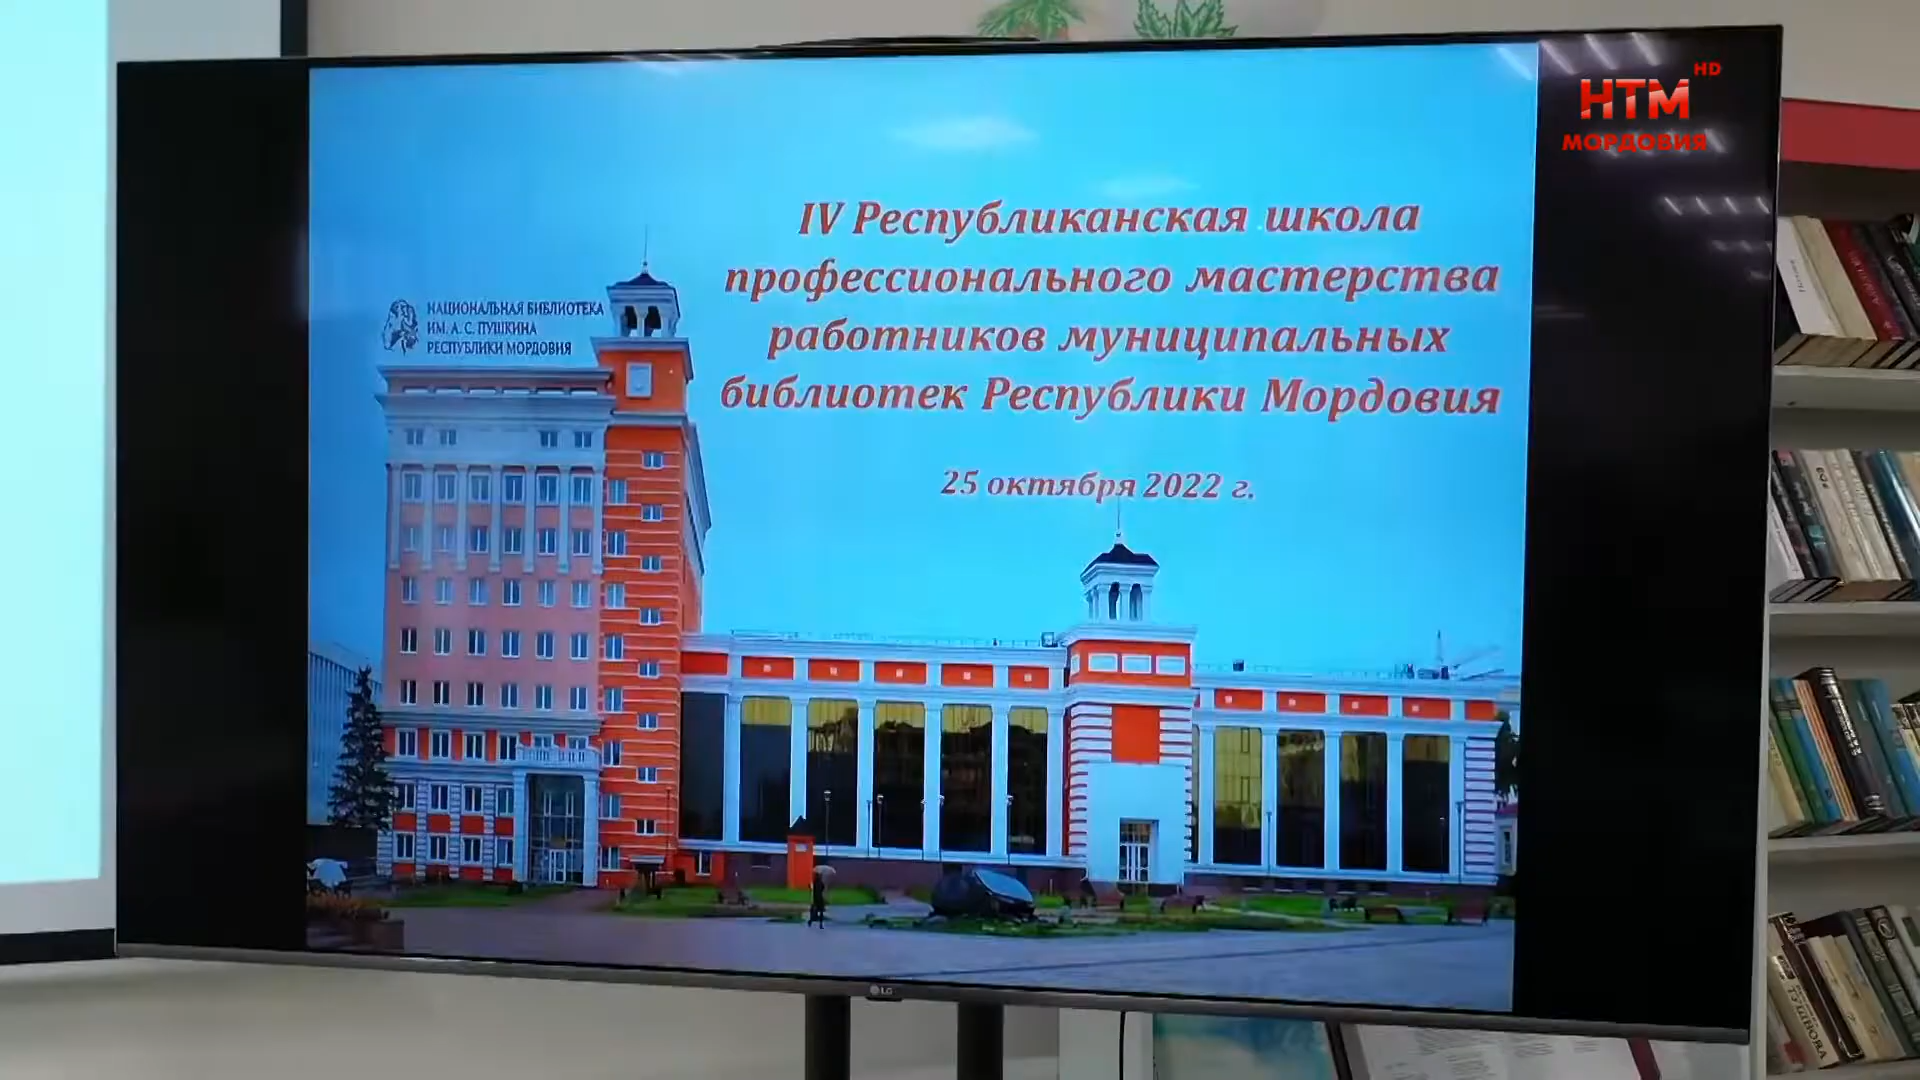 HD
НТМ
МОРДОВИЯ
IV Республиканская школа
профессионального мастерства
работников муниципальных
библиотек Республики Мордовия
25 октября 2022 г.
НАЦИОНАЛЬНАЯ БИБЛИОТЕКА
ИМ. А. С. ПУШКИНА
РЕСПУБЛИКИ МОРДОВИЯ
LG